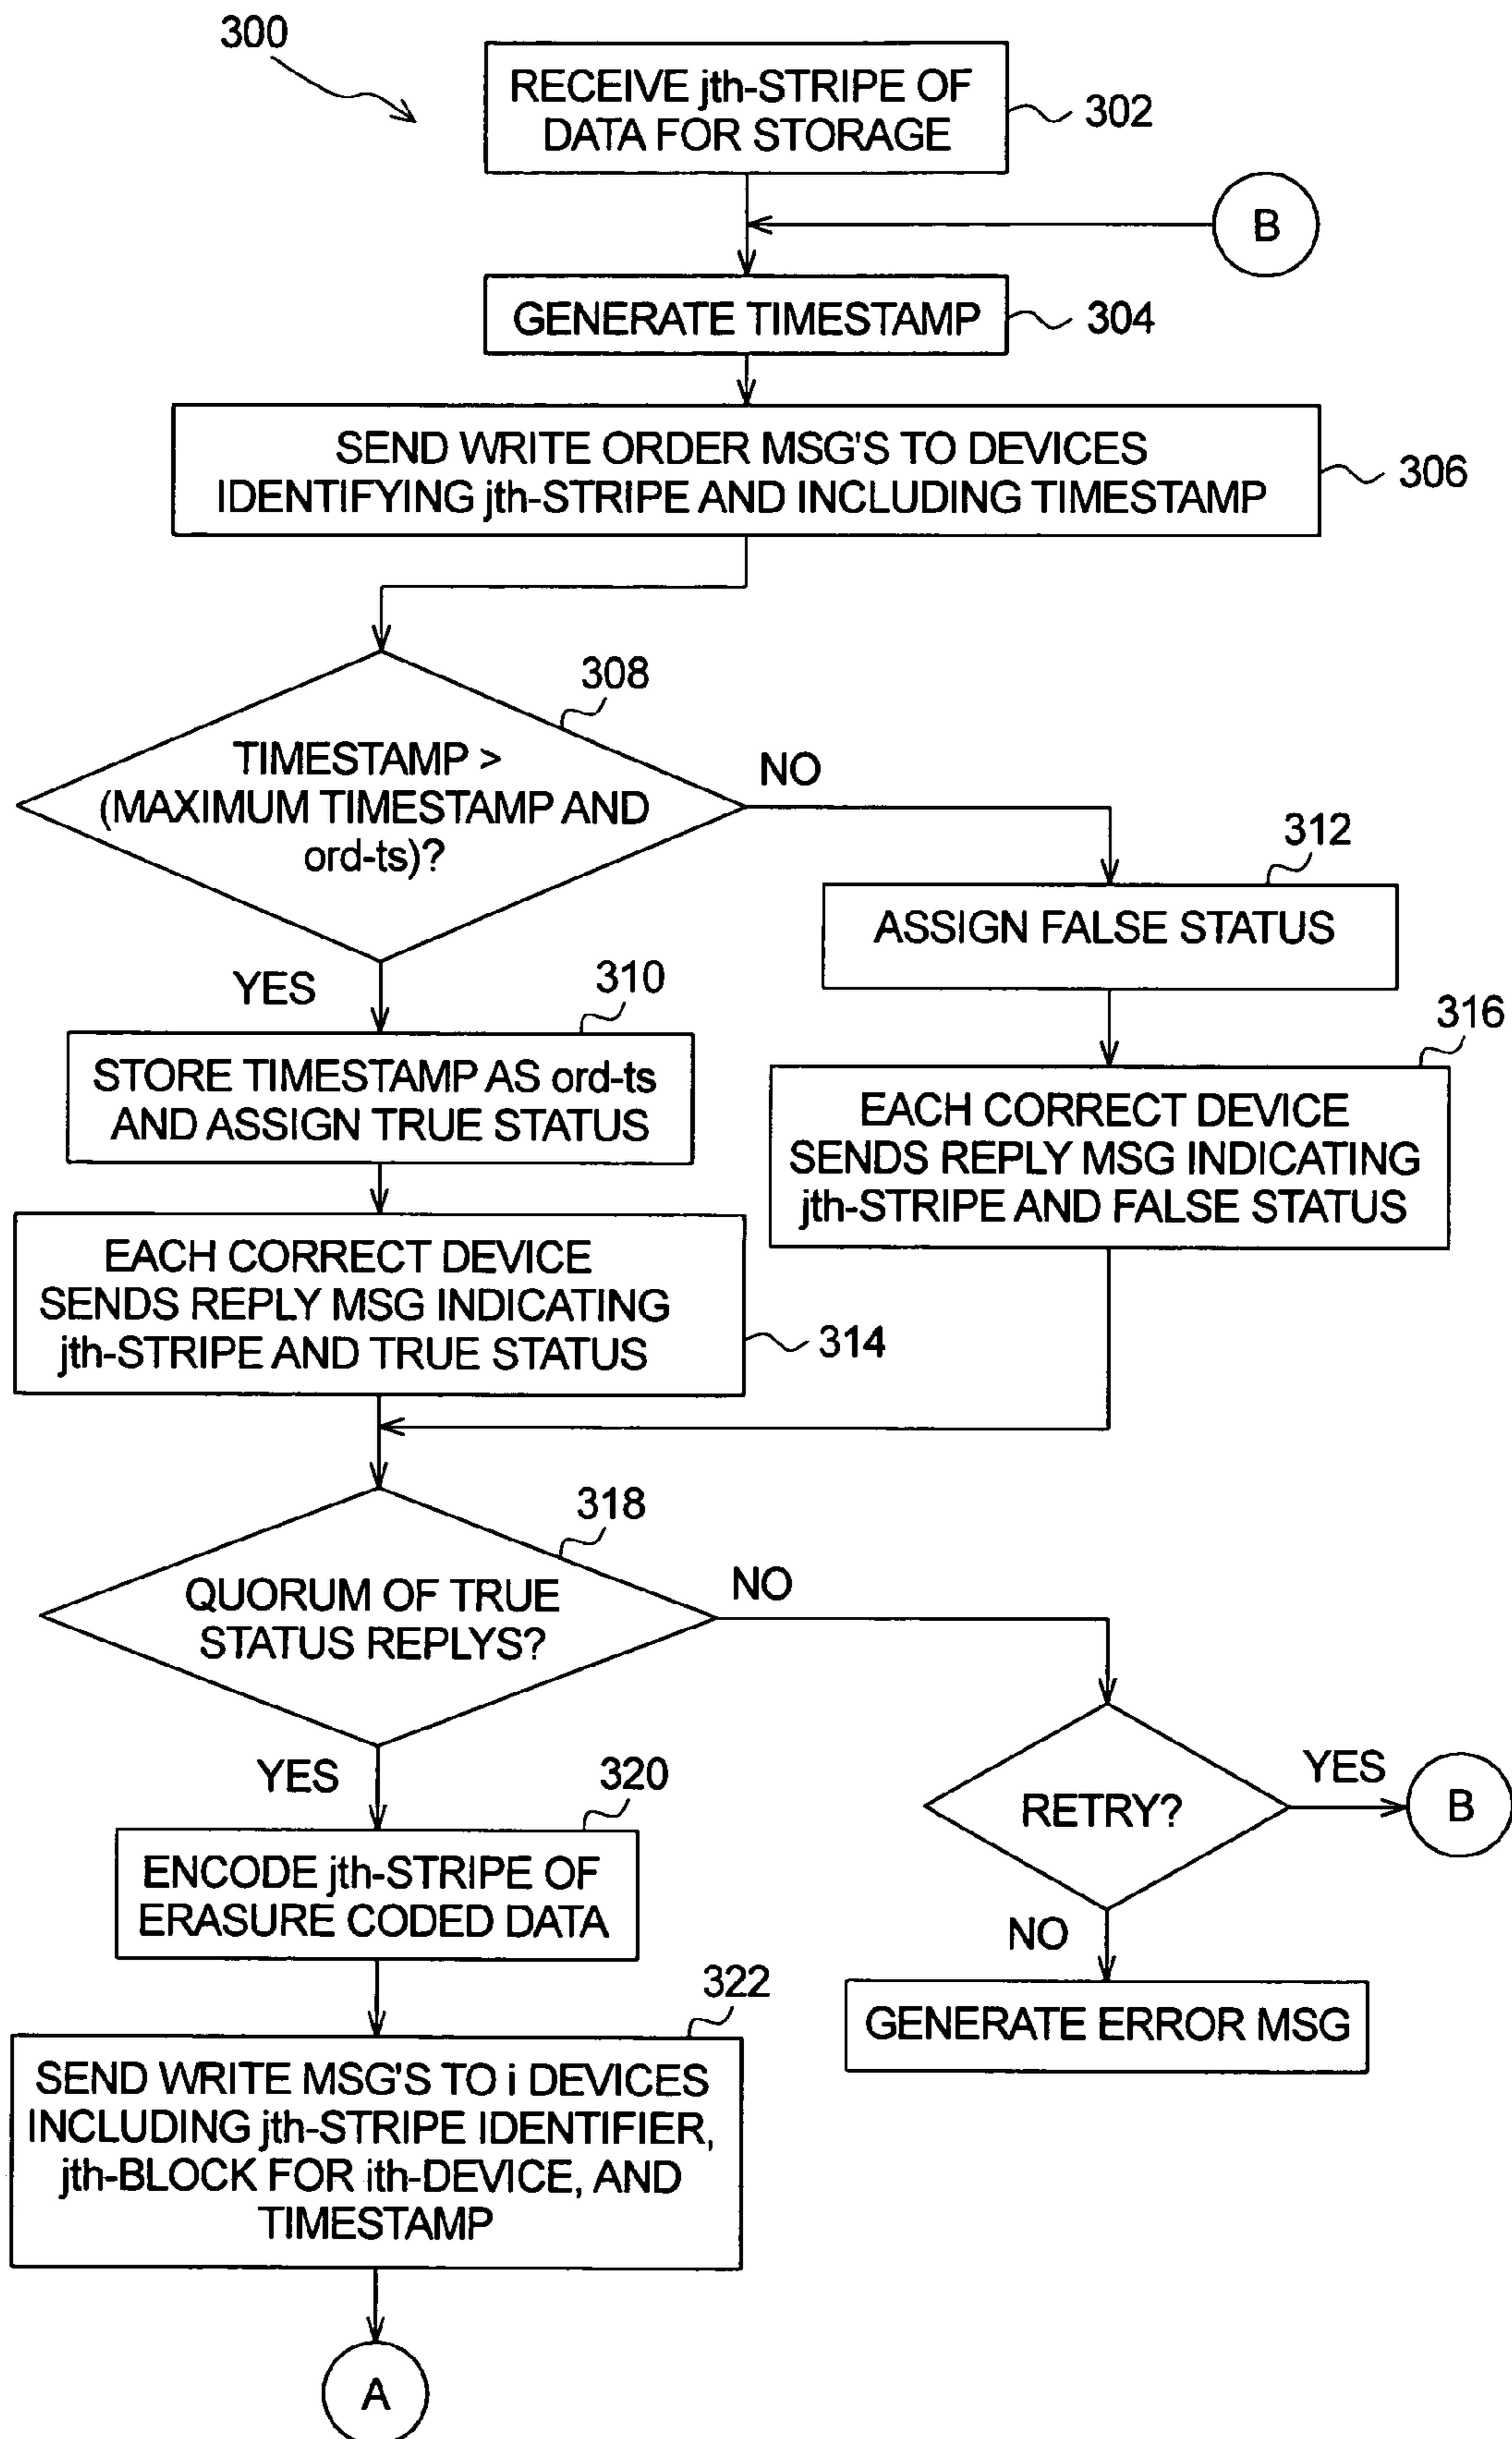 300
RECEIVE jth-STRIPE OF
DATA FOR STORAGE
302
B
GENERATE TIMESTAMP
304
SEND WRITE ORDER MSG'S TO DEVICES
IDENTIFYING jth-STRIPE AND INCLUDING TIMESTAMP
306
308
TIMESTAMP >
(MAXIMUM TIMESTAMP AND
ord-ts)?
NO
312
ASSIGN FALSE STATUS
YES
310
STORE TIMESTAMP AS ord-ts
AND ASSIGN TRUE STATUS
316
EACH CORRECT DEVICE
SENDS REPLY MSG INDICATING
jth-STRIPE AND FALSE STATUS
EACH CORRECT DEVICE
SENDS REPLY MSG INDICATING
jth-STRIPE AND TRUE STATUS
314
318
QUORUM OF TRUE
STATUS REPLYS?
NO
RETRY?
YES
B
NO
GENERATE ERROR MSG
YES
320
ENCODE jth-STRIPE OF
ERASURE CODED DATA
322
SEND WRITE MSG'S TO i DEVICES
INCLUDING jth-STRIPE IDENTIFIER,
jth-BLOCK FOR ith-DEVICE, AND
TIMESTAMP
A